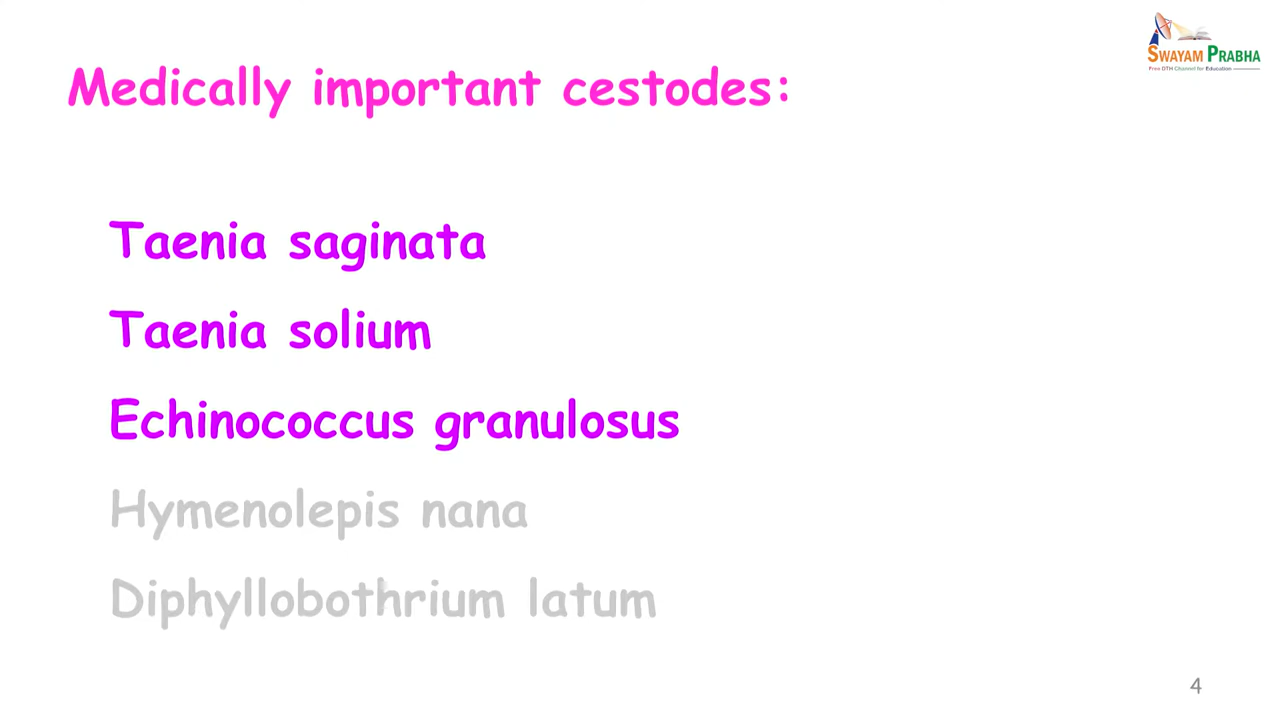 SWAYAM PRABHA
Free DTH Channel for Education
Medically important cestodes:
Taenia saginata
Taenia solium
Echinococcus granulosus
Hymenolepis nana
Diphyllobothrium latum
4